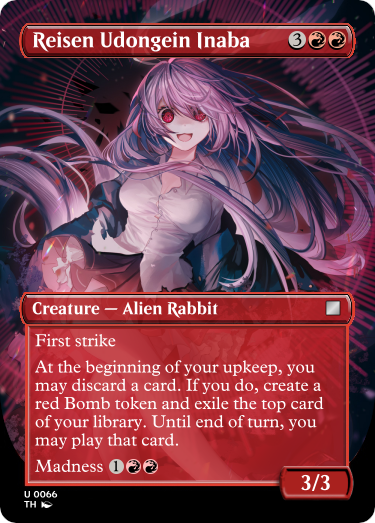 Reisen Udongein Inaba 3
Creature — Alien Rabbit
First strike
At the beginning of your upkeep, you
may discard a card. If you do, create a
red Bomb token and exile the top card
of your library. Until end of turn, you
may play that card.
Madness 1
3/3
U 0066
TH